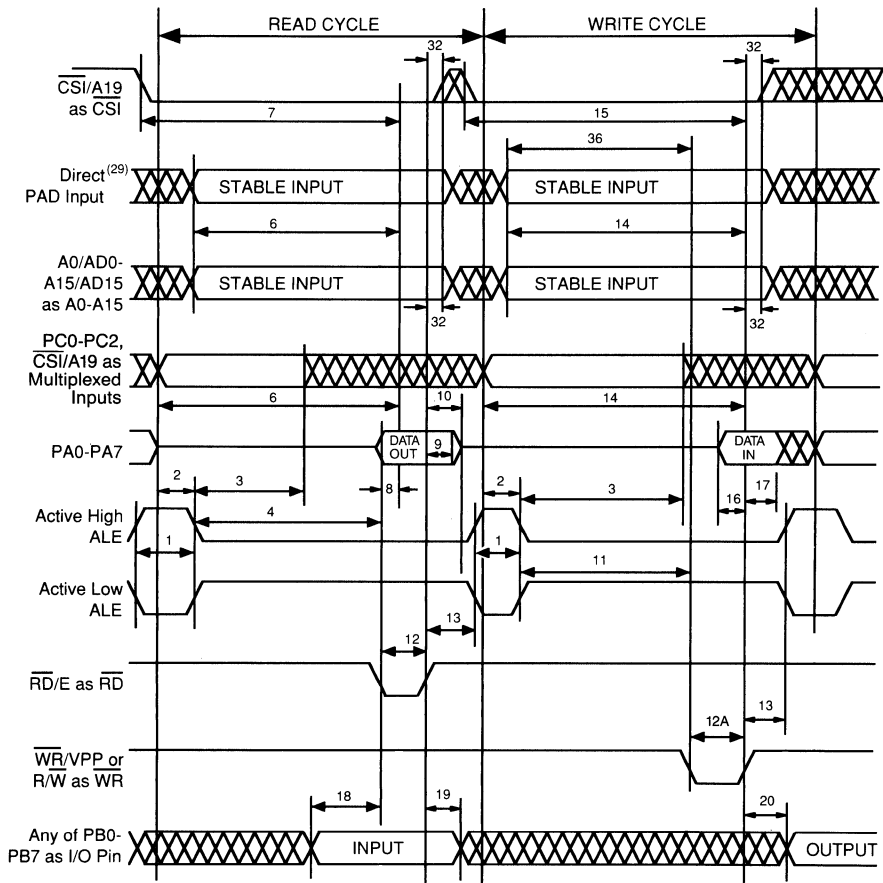 READ CYCLE
WRITE CYCLE
32
32
CSI/A19
as CSI
7
15
36
Direct(29)
PAD Input
STABLE INPUT
STABLE INPUT
6
14
A0/AD0-
A15/AD15
as A0-A15
STABLE INPUT
STABLE INPUT
32
32
PC0-PC2,
CSI/A19 as
Multiplexed
Inputs
6
10
14
PA0-PA7
DATA
OUT
9
DATA
IN
2
3
8
2
3
16
17
Active High
ALE
4
1
1
11
Active Low
ALE
12
13
RD/E as RD
12A
13
WR/VPP or
R/W as WR
18
19
20
Any of PB0-
PB7 as I/O Pin
INPUT
OUTPUT